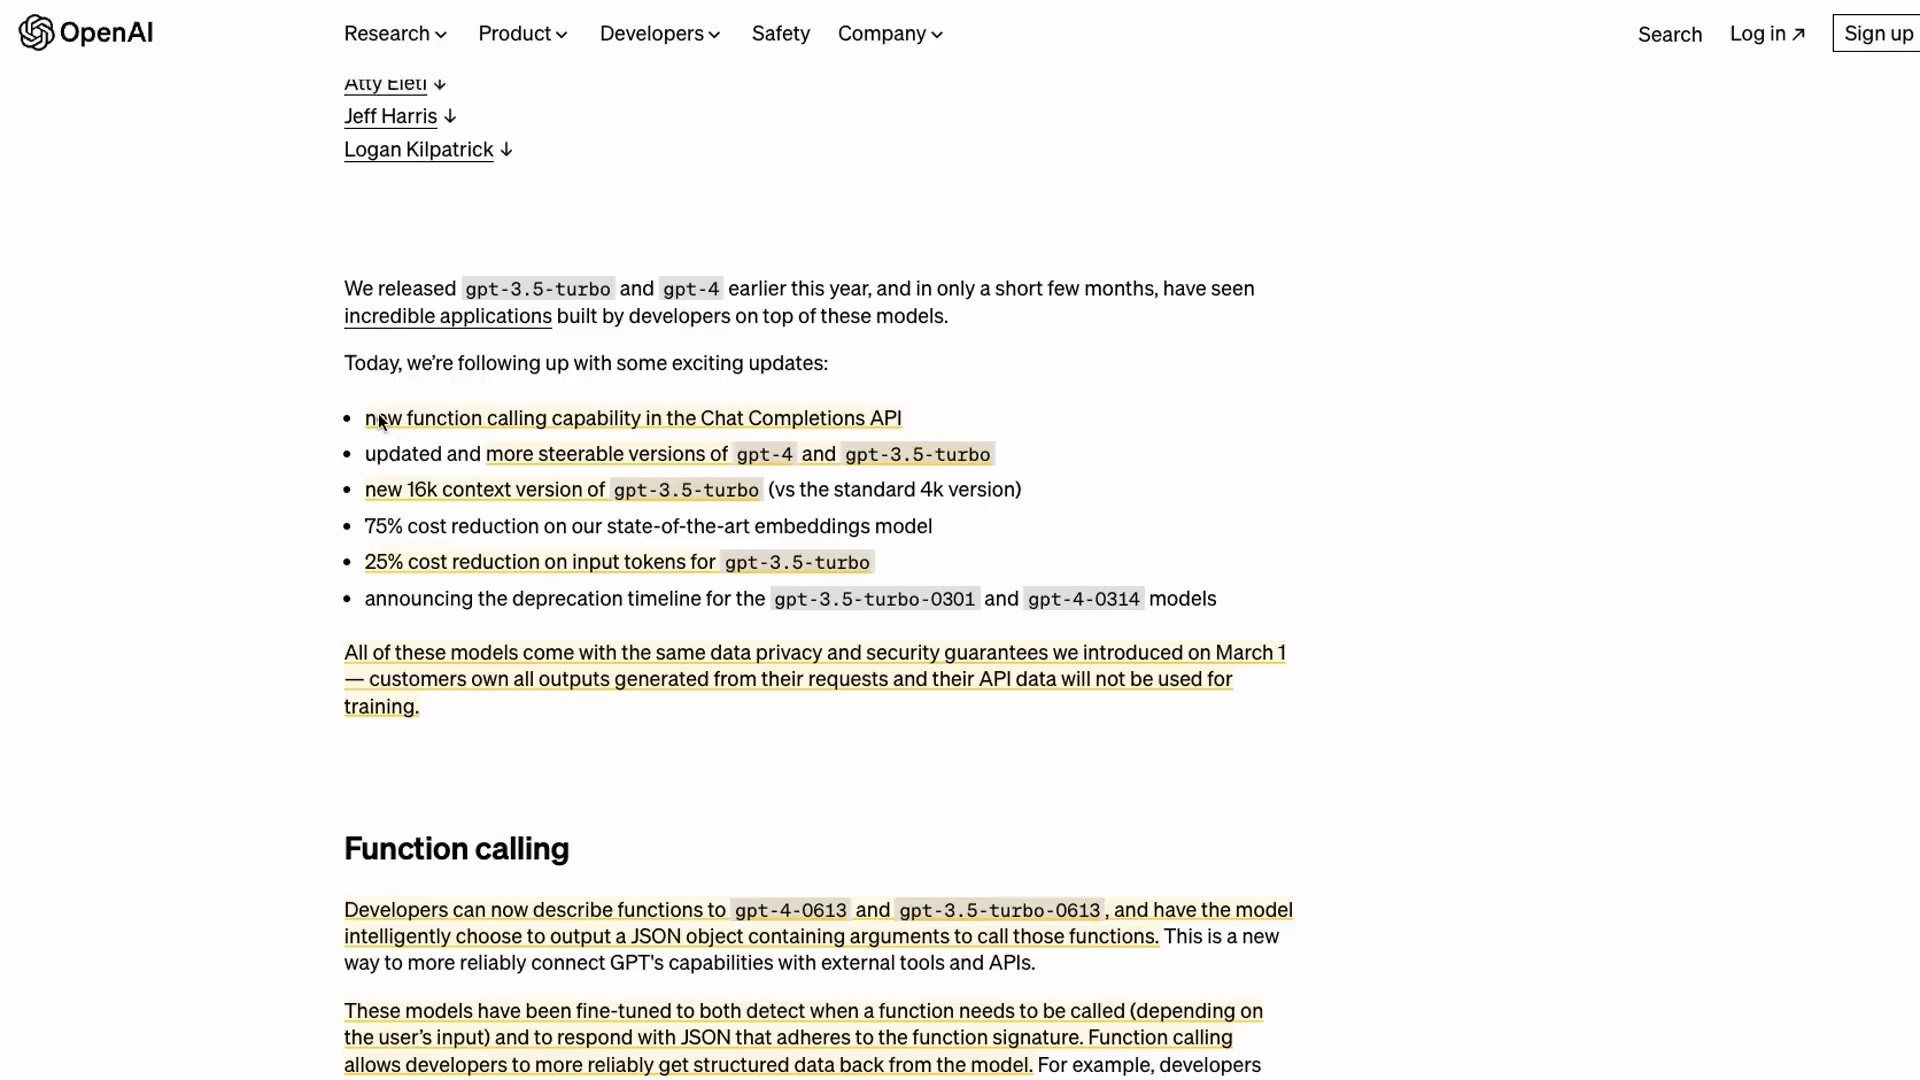 OpenAI
Research Product Developers Safety Company Search Log in ↗ Sign up
Atty Eleti ↓
Jeff Harris ↓
Logan Kilpatrick ↓
We released gpt-3.5-turbo and gpt-4 earlier this year, and in only a short few months, have seen
incredible applications built by developers on top of these models.
Today, we’re following up with some exciting updates:
• new function calling capability in the Chat Completions API
• updated and more steerable versions of gpt-4 and gpt-3.5-turbo
• new 16k context version of gpt-3.5-turbo (vs the standard 4k version)
• 75% cost reduction on our state-of-the-art embeddings model
• 25% cost reduction on input tokens for gpt-3.5-turbo
• announcing the deprecation timeline for the gpt-3.5-turbo-0301 and gpt-4-0314 models
All of these models come with the same data privacy and security guarantees we introduced on March 1
— customers own all outputs generated from their requests and their API data will not be used for
training.
Function calling
Developers can now describe functions to gpt-4-0613 and gpt-3.5-turbo-0613, and have the model
intelligently choose to output a JSON object containing arguments to call those functions. This is a new
way to more reliably connect GPT's capabilities with external tools and APIs.
These models have been fine-tuned to both detect when a function needs to be called (depending on
the user’s input) and to respond with JSON that adheres to the function signature. Function calling
allows developers to more reliably get structured data back from the model. For example, developers